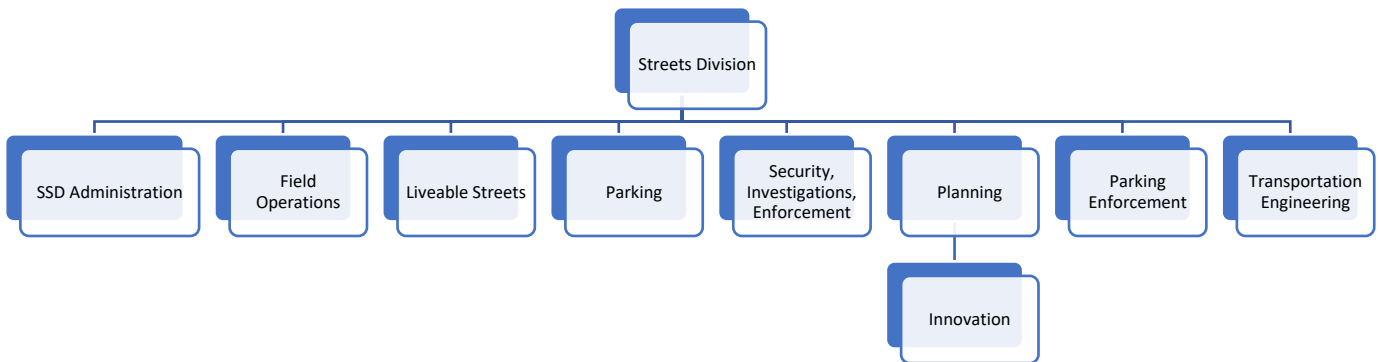 Streets Division
SSD Administration
Field
Operations
Liveable Streets
Parking
Security,
Investigations,
Enforcement
Planning
Parking
Enforcement
Transportation
Engineering
Innovation